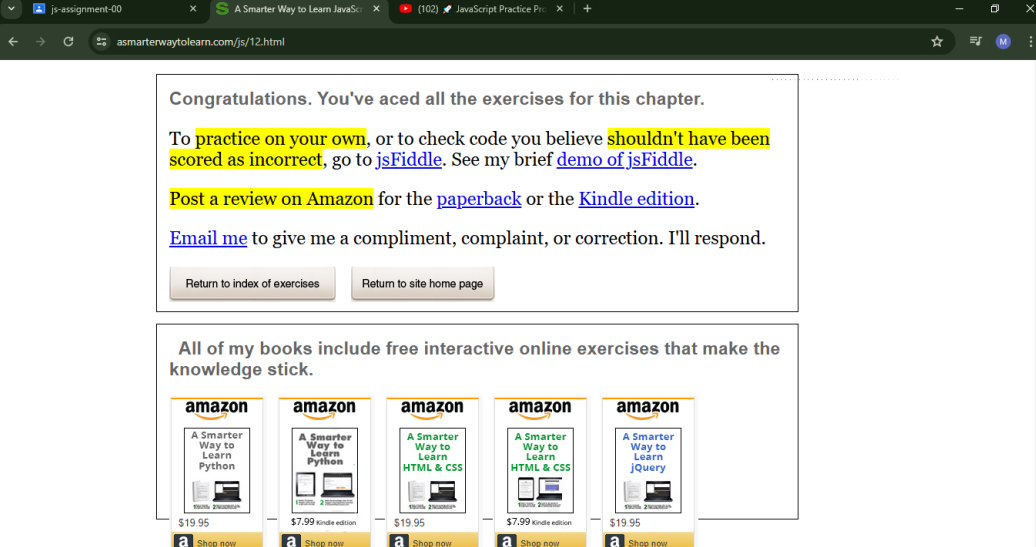 js-assignment-00
A Smarter Way to Learn JavaSc
(102) 🚀 JavaScript Practice Pro
asmarterwaytolearn.com/js/12.html
M
Congratulations. You've aced all the exercises for this chapter.
To practice on your own, or to check code you believe shouldn't have been
scored as incorrect, go to jsFiddle. See my brief demo of jsFiddle.
Post a review on Amazon for the paperback or the Kindle edition.
Email me to give me a compliment, complaint, or correction. I'll respond.
Return to index of exercises Return to site home page
All of my books include free interactive online exercises that make the
knowledge stick.
amazon amazon amazon amazon amazon
A Smarter Way to Learn Python
A Smarter Way to Learn Python
A Smarter Way to Learn HTML & CSS
A Smarter Way to Learn HTML & CSS
A Smarter Way to Learn jQuery
$19.95 $7.99 Kindle edition $19.95 $7.99 Kindle edition $19.95
a Shop now a Shop now a Shop now a Shop now a Shop now